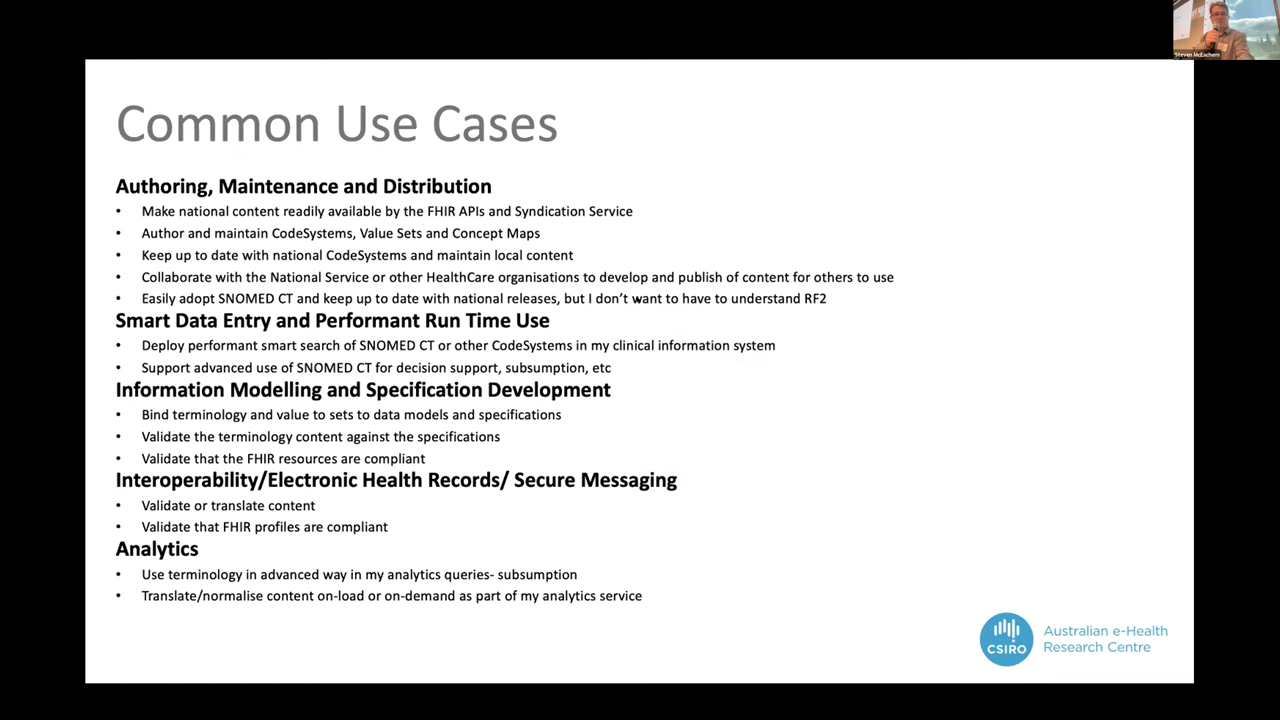 Steven McEachern
Common Use Cases
Authoring, Maintenance and Distribution
• Make national content readily available by the FHIR APIs and Syndication Service
• Author and maintain CodeSystems, Value Sets and Concept Maps
• Keep up to date with national CodeSystems and maintain local content
• Collaborate with the National Service or other HealthCare organisations to develop and publish of content for others to use
• Easily adopt SNOMED CT and keep up to date with national releases, but I don't want to have to understand RF2
Smart Data Entry and Performant Run Time Use
• Deploy performant smart search of SNOMED CT or other CodeSystems in my clinical information system
• Support advanced use of SNOMED CT for decision support, subsumption, etc
Information Modelling and Specification Development
• Bind terminology and value to sets to data models and specifications
• Validate the terminology content against the specifications
• Validate that the FHIR resources are compliant
Interoperability/Electronic Health Records/ Secure Messaging
• Validate or translate content
• Validate that FHIR profiles are compliant
Analytics
• Use terminology in advanced way in my analytics queries- subsumption
• Translate/normalise content on-load or on-demand as part of my analytics service
CSIRO
Australian e-Health
Research Centre